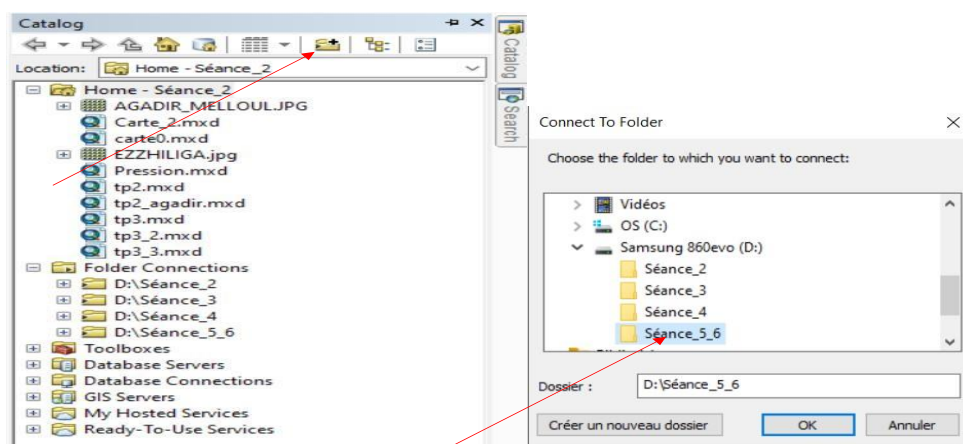 Catalog
Location: Home - Séance_2
Home - Séance_2
AGADIR_MELLOUL.JPG
Carte_2.mxd
carte0.mxd
EZZHILIGA.jpg
Pression.mxd
tp2.mxd
tp2_agadir.mxd
tp3.mxd
tp3_2.mxd
tp3_3.mxd
Folder Connections
D:\Séance_2
D:\Séance_3
D:\Séance_4
D:\Séance_5_6
Toolboxes
Database Servers
Database Connections
GIS Servers
My Hosted Services
Ready-To-Use Services
Catalog
Search
Connect To Folder
Choose the folder to which you want to connect:
Vidéos
OS (C:)
Samsung 860evo (D:)
Séance_2
Séance_3
Séance_4
Séance_5_6
Dossier : D:\Séance_5_6
Créer un nouveau dossier OK Annuler